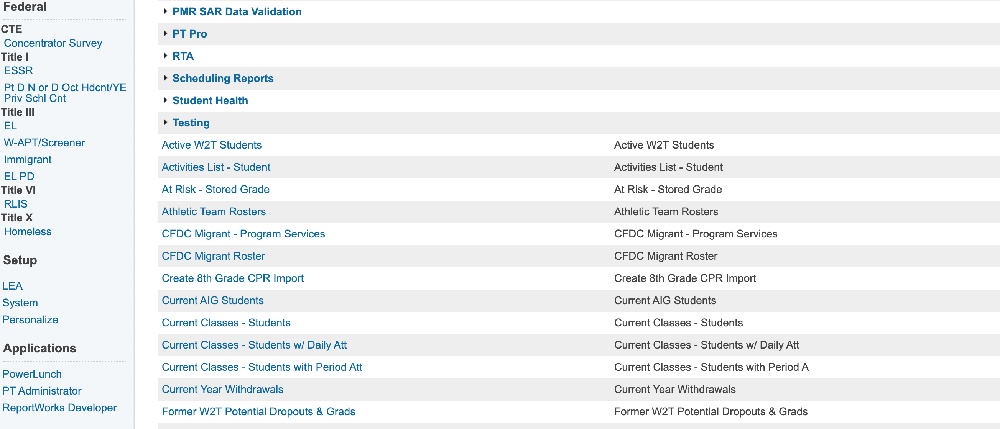 Federal
CTE
Concentrator Survey
Title I
ESSR
Pt D N or D Oct Hdcnt/YE
Priv Schl Cnt
Title III
EL
W-APT/Screener
Immigrant
EL PD
Title VI
RLIS
Title X
Homeless
Setup
LEA
System
Personalize
Applications
PowerLunch
PT Administrator
ReportWorks Developer
PMR SAR Data Validation
PT Pro
RTA
Scheduling Reports
Student Health
Testing
Active W2T Students Active W2T Students
Activities List - Student Activities List - Student
At Risk - Stored Grade At Risk - Stored Grade
Athletic Team Rosters Athletic Team Rosters
CFDC Migrant - Program Services CFDC Migrant - Program Services
CFDC Migrant Roster CFDC Migrant Roster
Create 8th Grade CPR Import Create 8th Grade CPR Import
Current AIG Students Current AIG Students
Current Classes - Students Current Classes - Students
Current Classes - Students w/ Daily Att Current Classes - Students w/ Daily Att
Current Classes - Students with Period Att Current Classes - Students with Period A
Current Year Withdrawals Current Year Withdrawals
Former W2T Potential Dropouts & Grads Former W2T Potential Dropouts & Grads